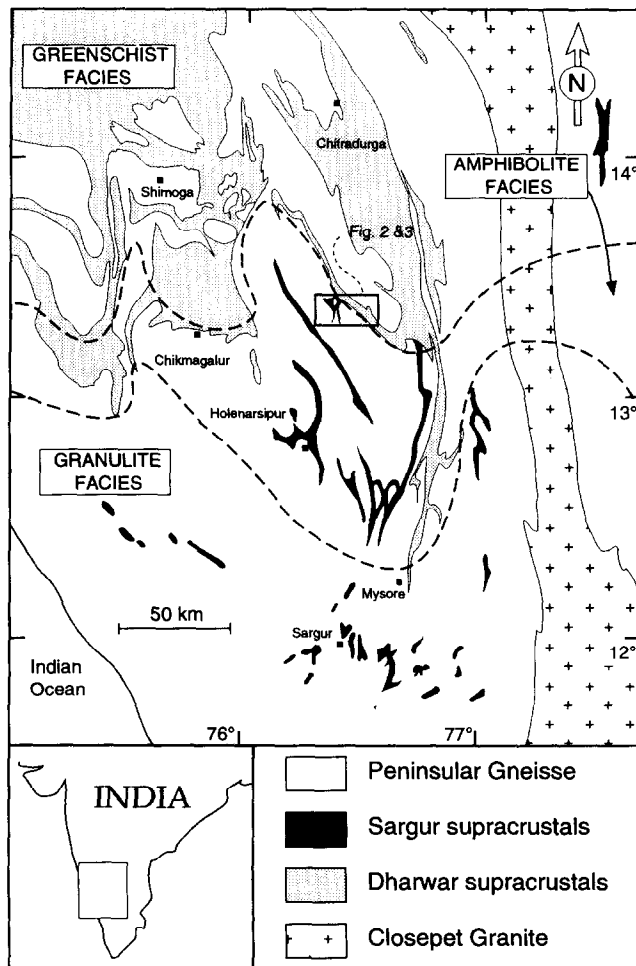 GREENSCHIST
FACIES
N
Chitradurga
AMPHIBOLITE
FACIES
14°
Shimoga
Fig. 2 &3
Chikmagalur
13°
Holenarsipur
GRANULITE
FACIES
50 km
Mysore
Sargur
12°
Indian
Ocean
76°
77°
INDIA
Peninsular Gneisse
Sargur supracrustals
Dharwar supracrustals
Closepet Granite